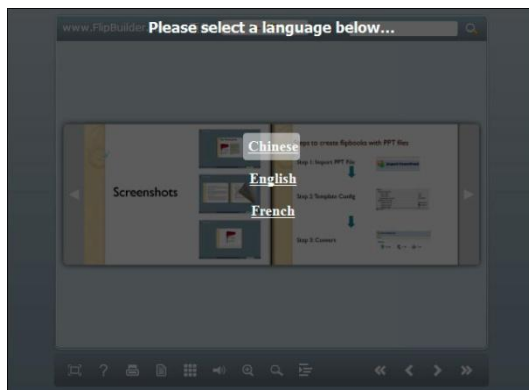 www.FlipBuilder
Please select a language below...
Chinese
English
French
Screenshots
to create flipbooks with PPT files
Step 1: Import PPT File
Step 2: Template Config
Step 3: Convert